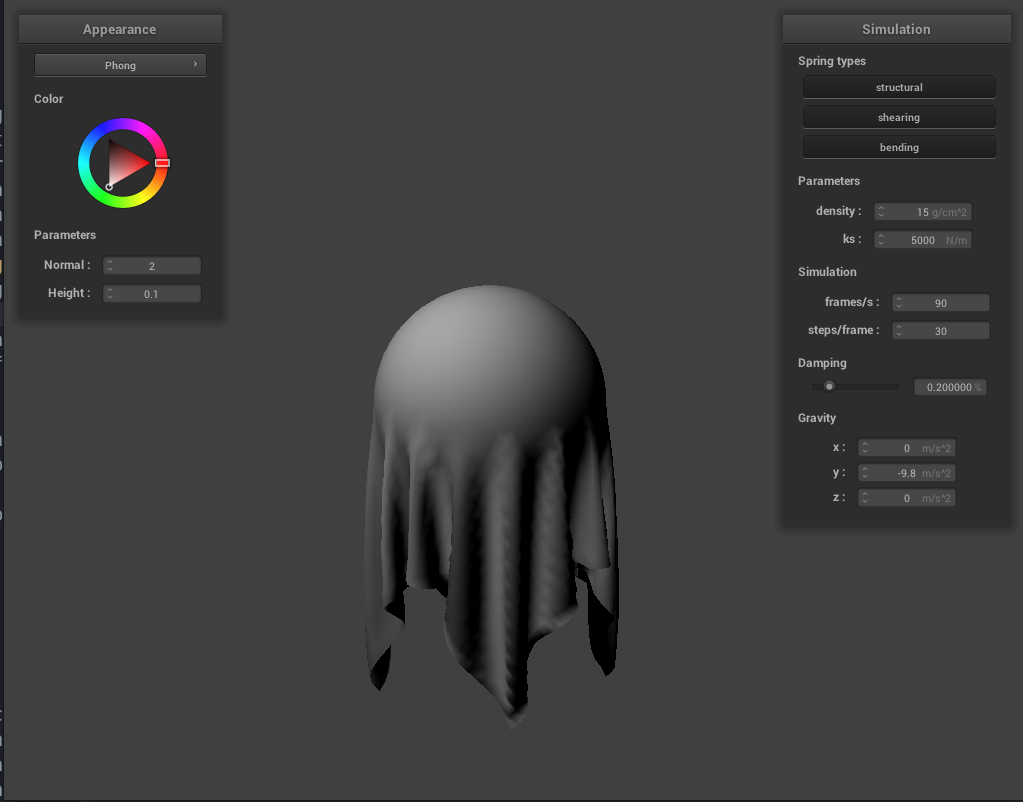 Appearance
Phong
Color
Parameters
Normal : 2
Height : 0.1
Simulation
Spring types
structural
shearing
bending
Parameters
density : 15 g/cm^2
ks : 5000 N/m
Simulation
frames/s : 90
steps/frame : 30
Damping
0.200000 %
Gravity
x : 0 m/s^2
y : -9.8 m/s^2
z : 0 m/s^2